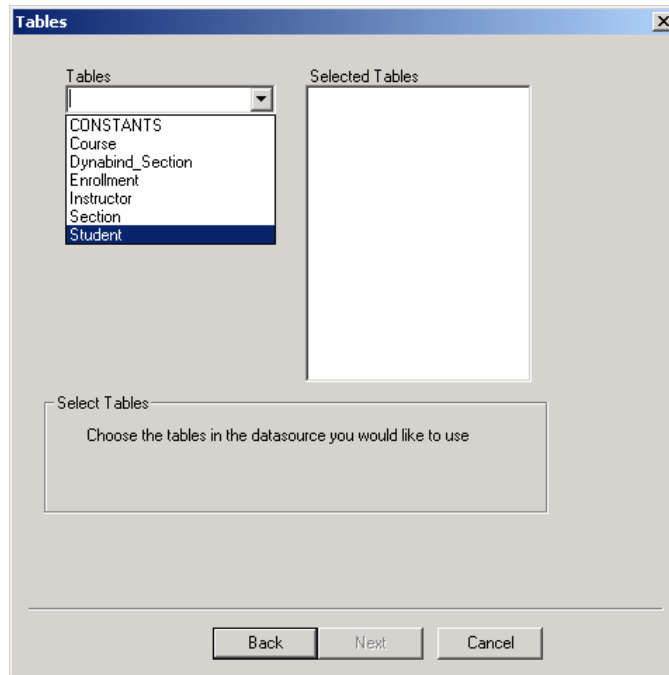 Tables
Tables
Selected Tables
CONSTANTS
Course
Dynabind_Section
Enrollment
Instructor
Section
Student
Select Tables
Choose the tables in the datasource you would like to use
Back
Next
Cancel